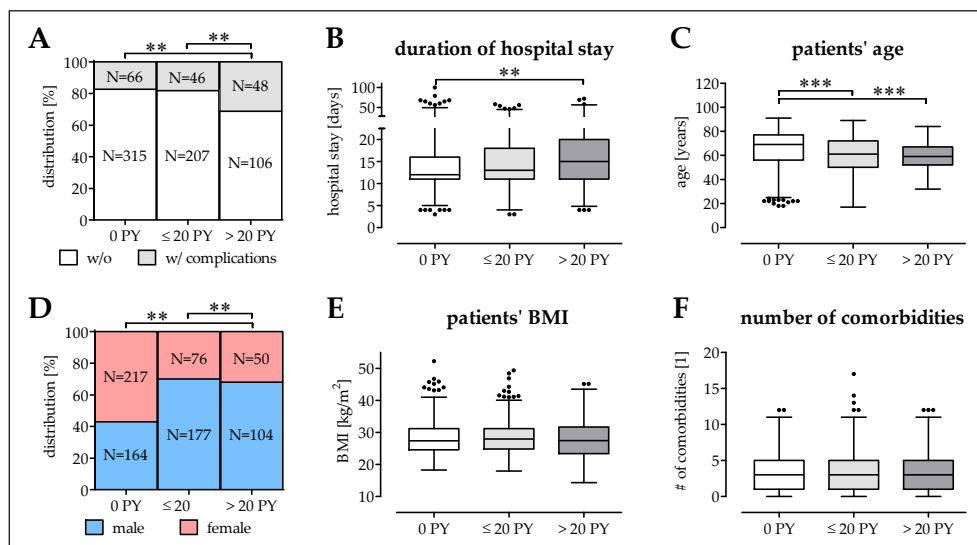 A
** **
distribution [%]
100
80
60
40
20
0
N=66
N=46
N=48
N=315
N=207
N=106
0 PY
≤ 20 PY
> 20 PY
w/o
w/ complications
B
duration of hospital stay
**
hospital stay [days]
100
50
20
15
10
5
0
0 PY
≤ 20 PY
> 20 PY
C
patients' age
***
***
age [years]
120
100
80
60
40
20
0
0 PY
≤ 20 PY
> 20 PY
D
**
**
distribution [%]
100
80
60
40
20
0
N=217
N=76
N=50
N=164
N=177
N=104
0 PY
≤ 20
> 20 PY
male
female
E
patients' BMI
BMI [kg/m²]
60
50
40
30
20
10
0 PY
≤ 20 PY
> 20 PY
F
number of comorbidities
# of comorbidities [1]
20
15
10
5
0
0 PY
≤ 20 PY
> 20 PY